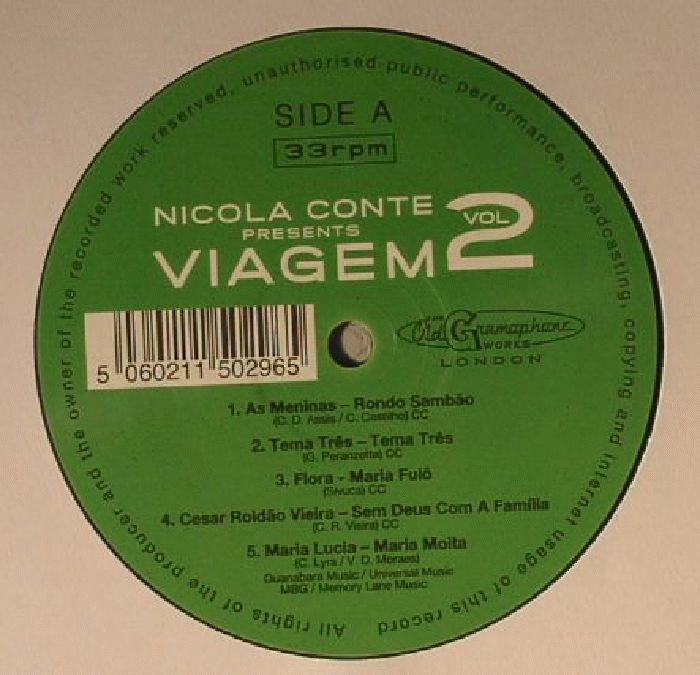 SIDE A
33rpm
NICOLA CONTE
PRESENTS
VIAGEM
VOL
2
5 060211 502965
The
Old Gramaphone
WORKS
LONDON
1. As Meninas – Rondo Sambão
(C. D. Assis / C. Castilho) CC
2. Tema Três – Tema Três
(G. Peranzetta) CC
3. Flora - Maria Fulô
(Sivuca) CC
4. Cesar Roldão Vieira – Sem Deus Com A Família
(C. R. Vieira) CC
5. Maria Lucia – Maria Moita
(C. Lyra / V. D. Moraes)
Guanabara Music / Universal Music
MBG / Memory Lane Music
All rights of the producer and the owner of the recorded work reserved, unauthorised public performance, broadcasting, copying and internet usage of this record